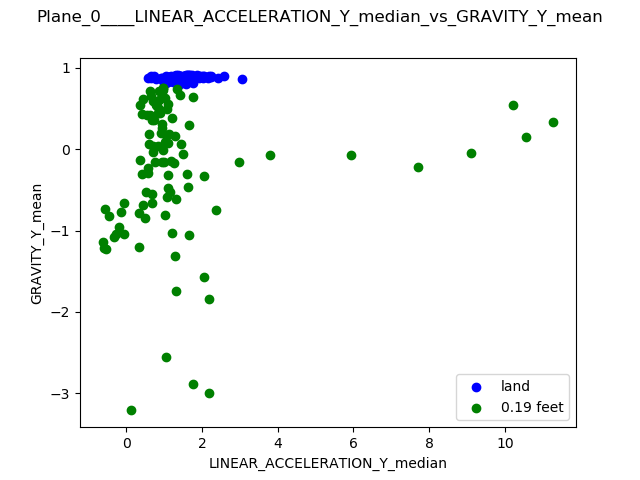 Plane_0____LINEAR_ACCELERATION_Y_median_vs_GRAVITY_Y_mean
1
0
−1
−2
−3
GRAVITY_Y_mean
0
2
4
6
8
10
LINEAR_ACCELERATION_Y_median
land
0.19 feet